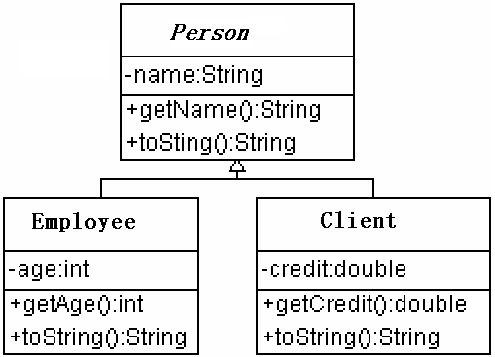 Person
-name:String
+getName():String
+toSting():String
Employee
-age:int
+getAge():int
+toString():String
Client
-credit:double
+getCredit():double
+toString():String